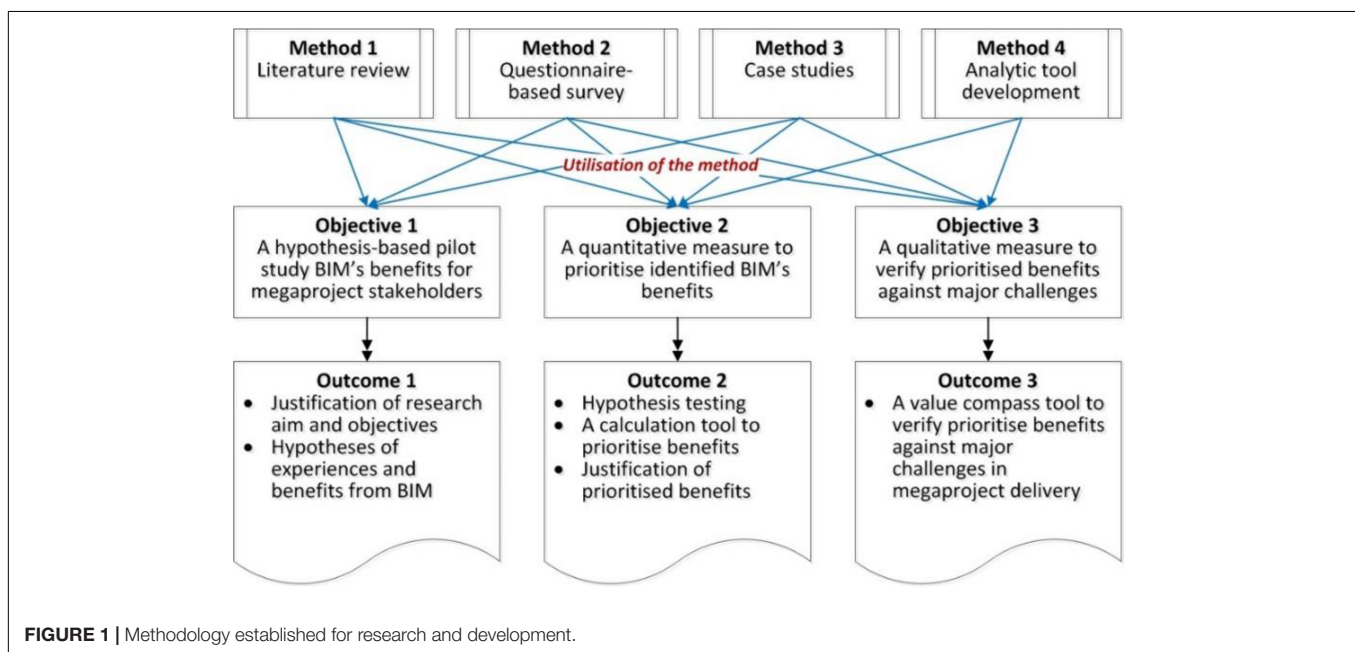 Method 1
Literature review
Method 2
Questionnaire-
based survey
Method 3
Case studies
Method 4
Analytic tool
development
Utilisation of the method
Objective 1
A hypothesis-based pilot
study BIM's benefits for
megaproject stakeholders
Objective 2
A quantitative measure to
prioritise identified BIM's
benefits
Objective 3
A qualitative measure to
verify prioritised benefits
against major challenges
Outcome 1
• Justification of research
aim and objectives
• Hypotheses of
experiences and
benefits from BIM
Outcome 2
• Hypothesis testing
• A calculation tool to
prioritise benefits
• Justification of
prioritised benefits
Outcome 3
• A value compass tool to
verify prioritise benefits
against major
challenges in
megaproject delivery
FIGURE 1 | Methodology established for research and development.